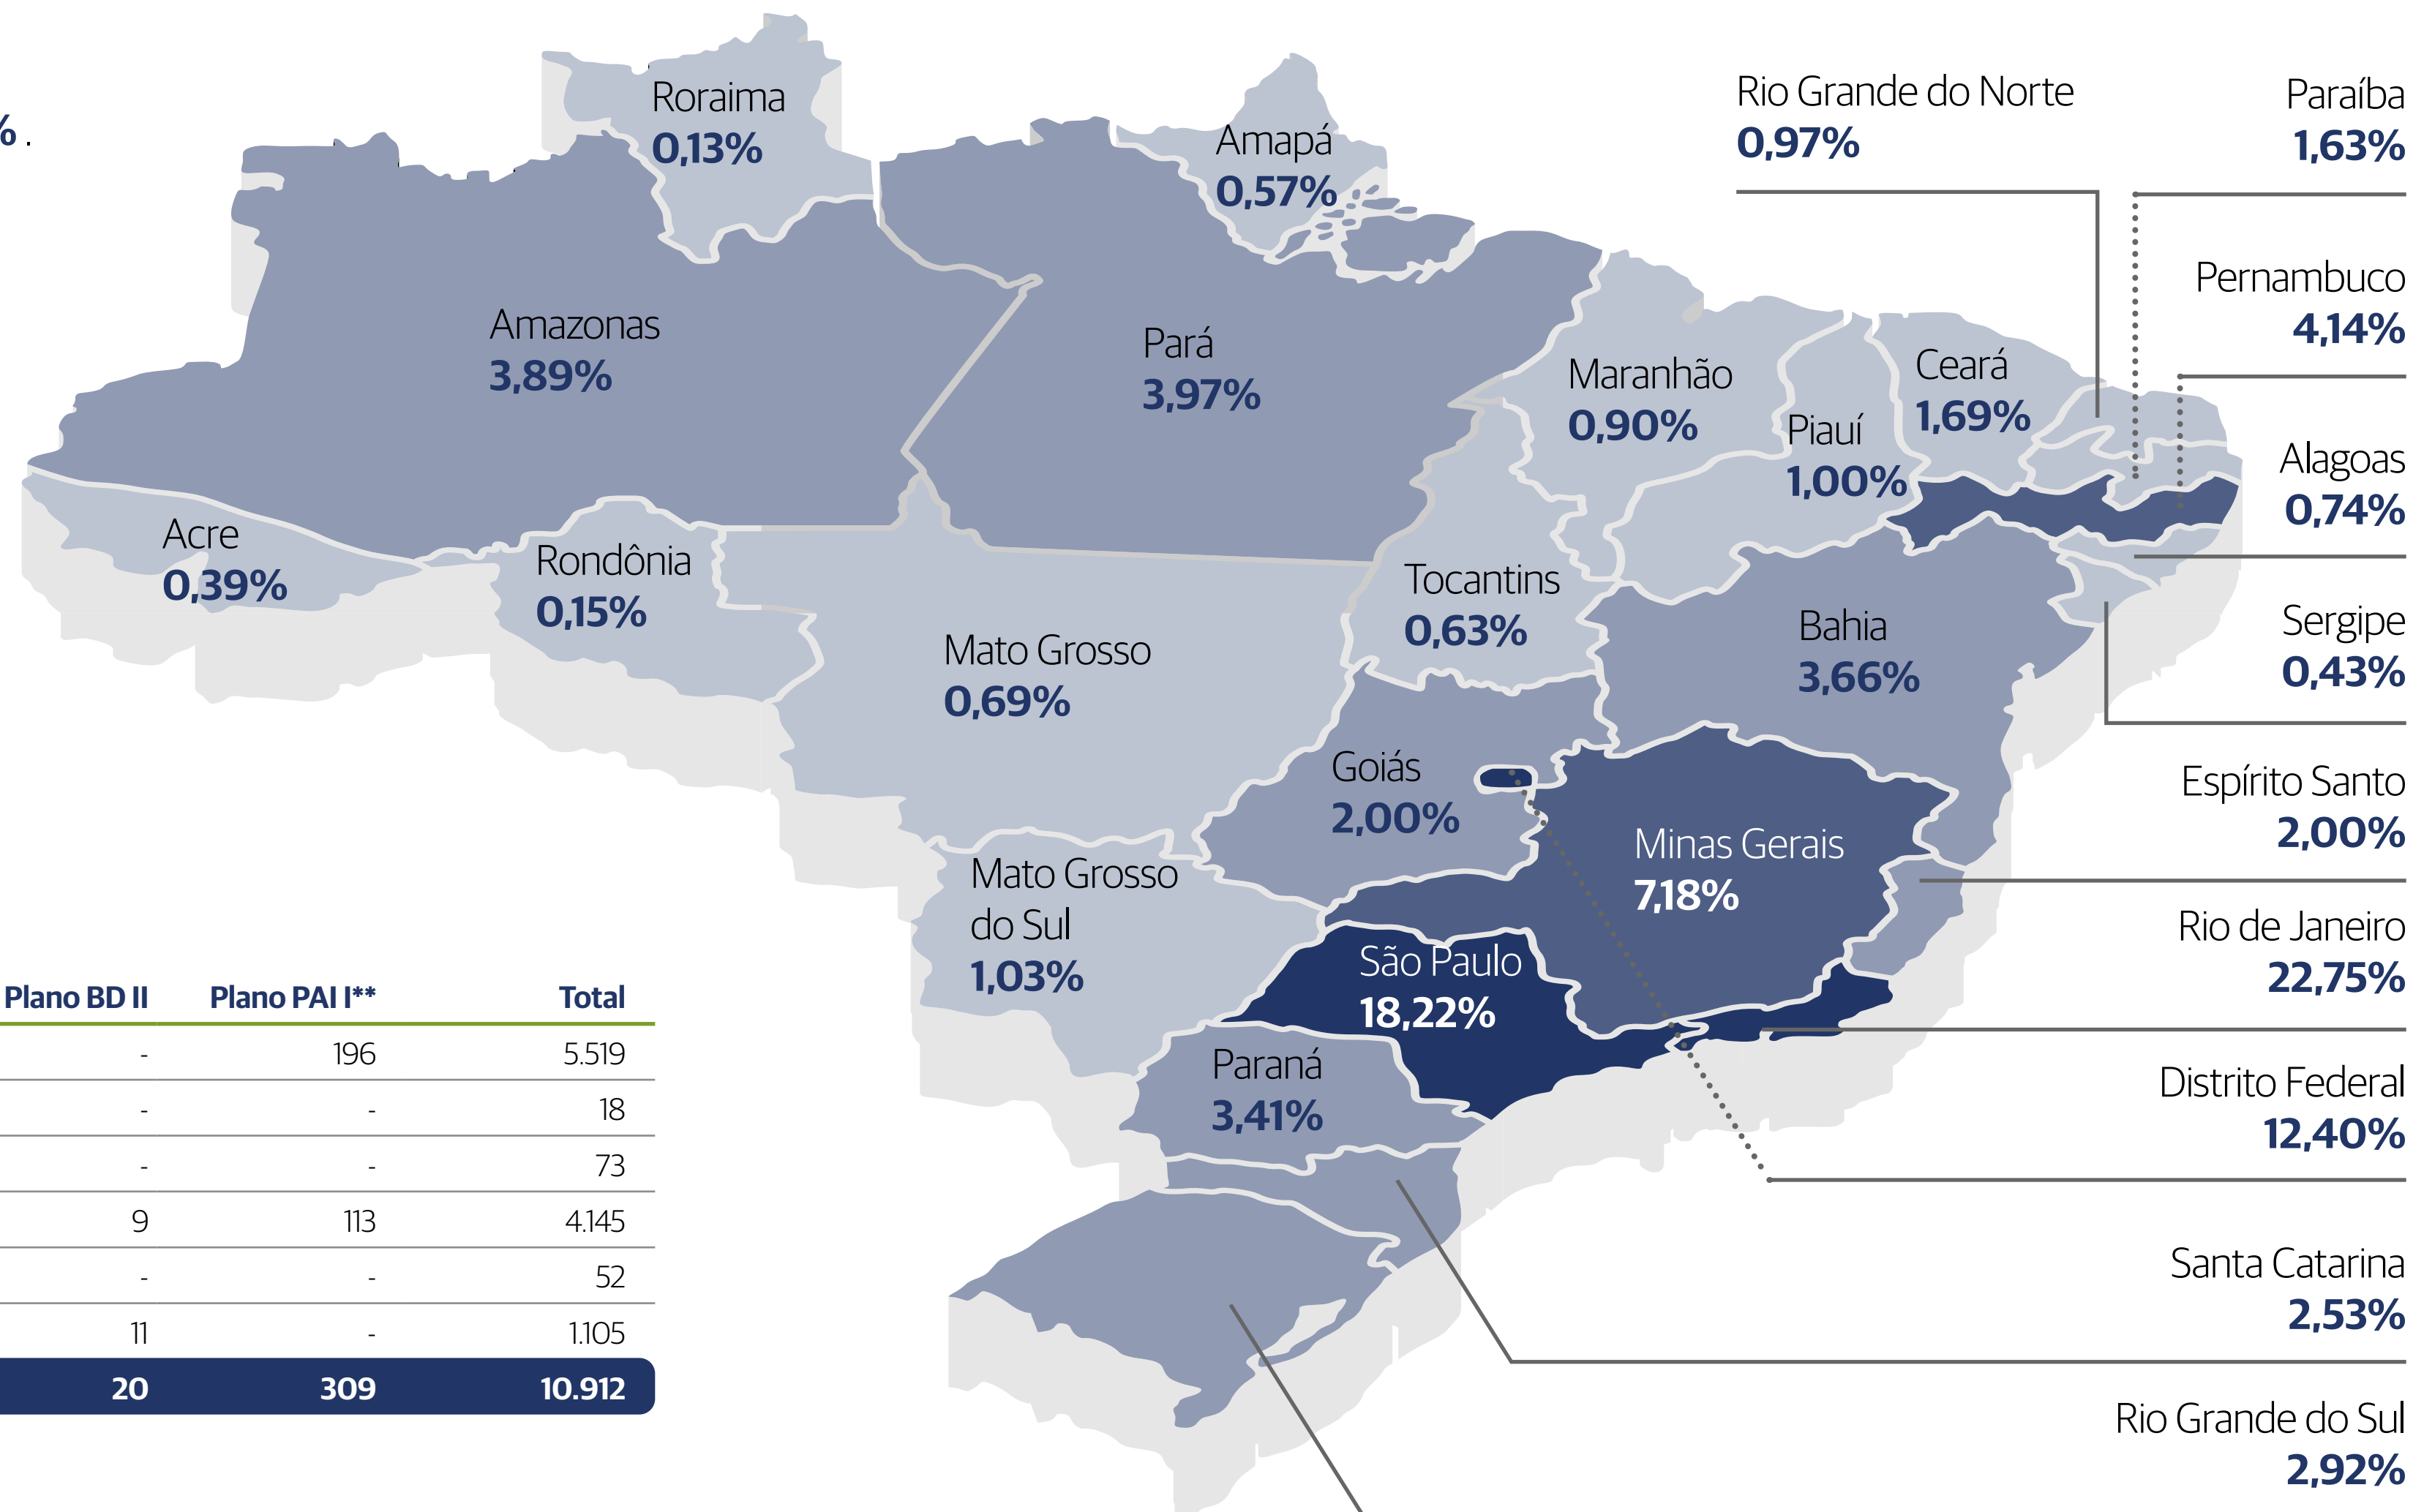 %.
Roraima
0,13%
Amapá
0,57%
Rio Grande do Norte
0,97%
Paraíba
1,63%
Pernambuco
4,14%
Amazonas
3,89%
Pará
3,97%
Maranhão
0,90%
Piauí
1,00%
Ceará
1,69%
Alagoas
0,74%
Acre
0,39%
Rondônia
0,15%
Tocantins
0,63%
Bahia
3,66%
Sergipe
0,43%
Mato Grosso
0,69%
Goiás
2,00%
Espírito Santo
2,00%
Minas Gerais
7,18%
Mato Grosso
do Sul
1,03%
São Paulo
18,22%
Rio de Janeiro
22,75%
Paraná
3,41%
Distrito Federal
12,40%
Santa Catarina
2,53%
Rio Grande do Sul
2,92%
Plano BD II Plano PAI I** Total
- 196 5.519
- - 18
- - 73
9 113 4.145
- - 52
11 - 1.105
20 309 10.912